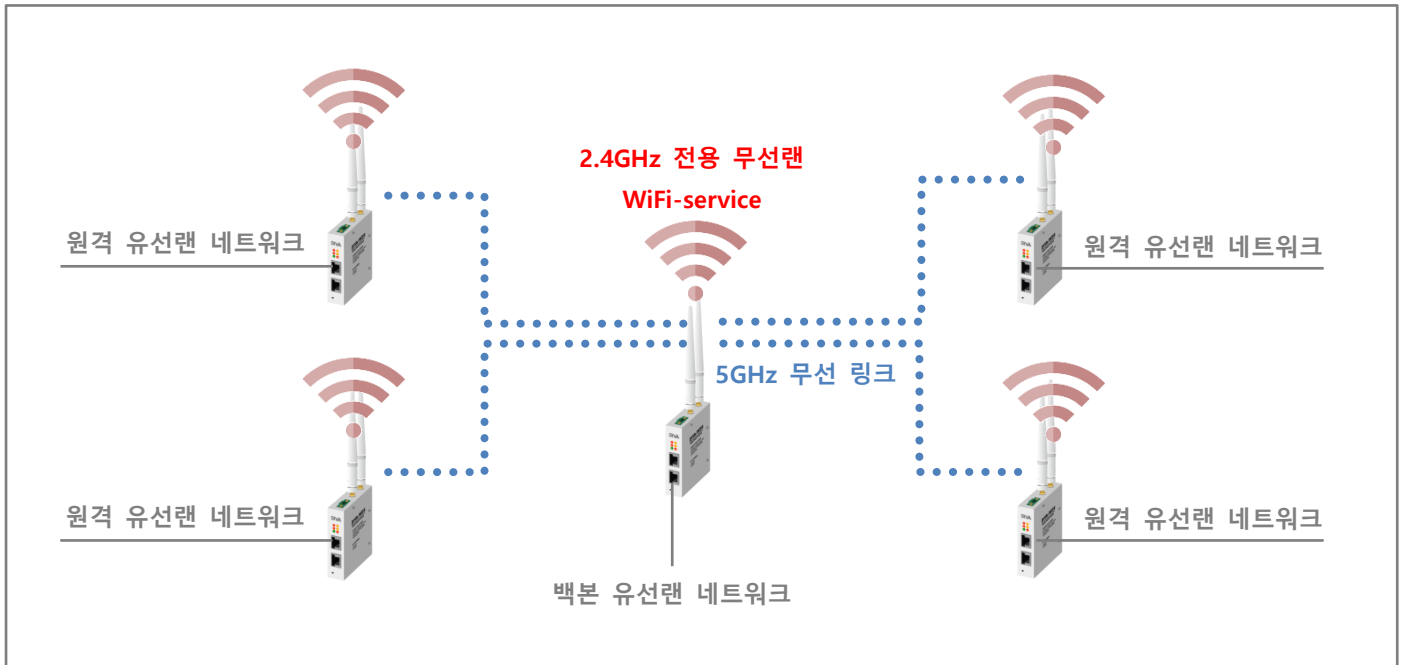 2.4GHz 전용 무선랜
WiFi-service
원격 유선랜 네트워크
원격 유선랜 네트워크
5GHz 무선 링크
원격 유선랜 네트워크
원격 유선랜 네트워크
백본 유선랜 네트워크